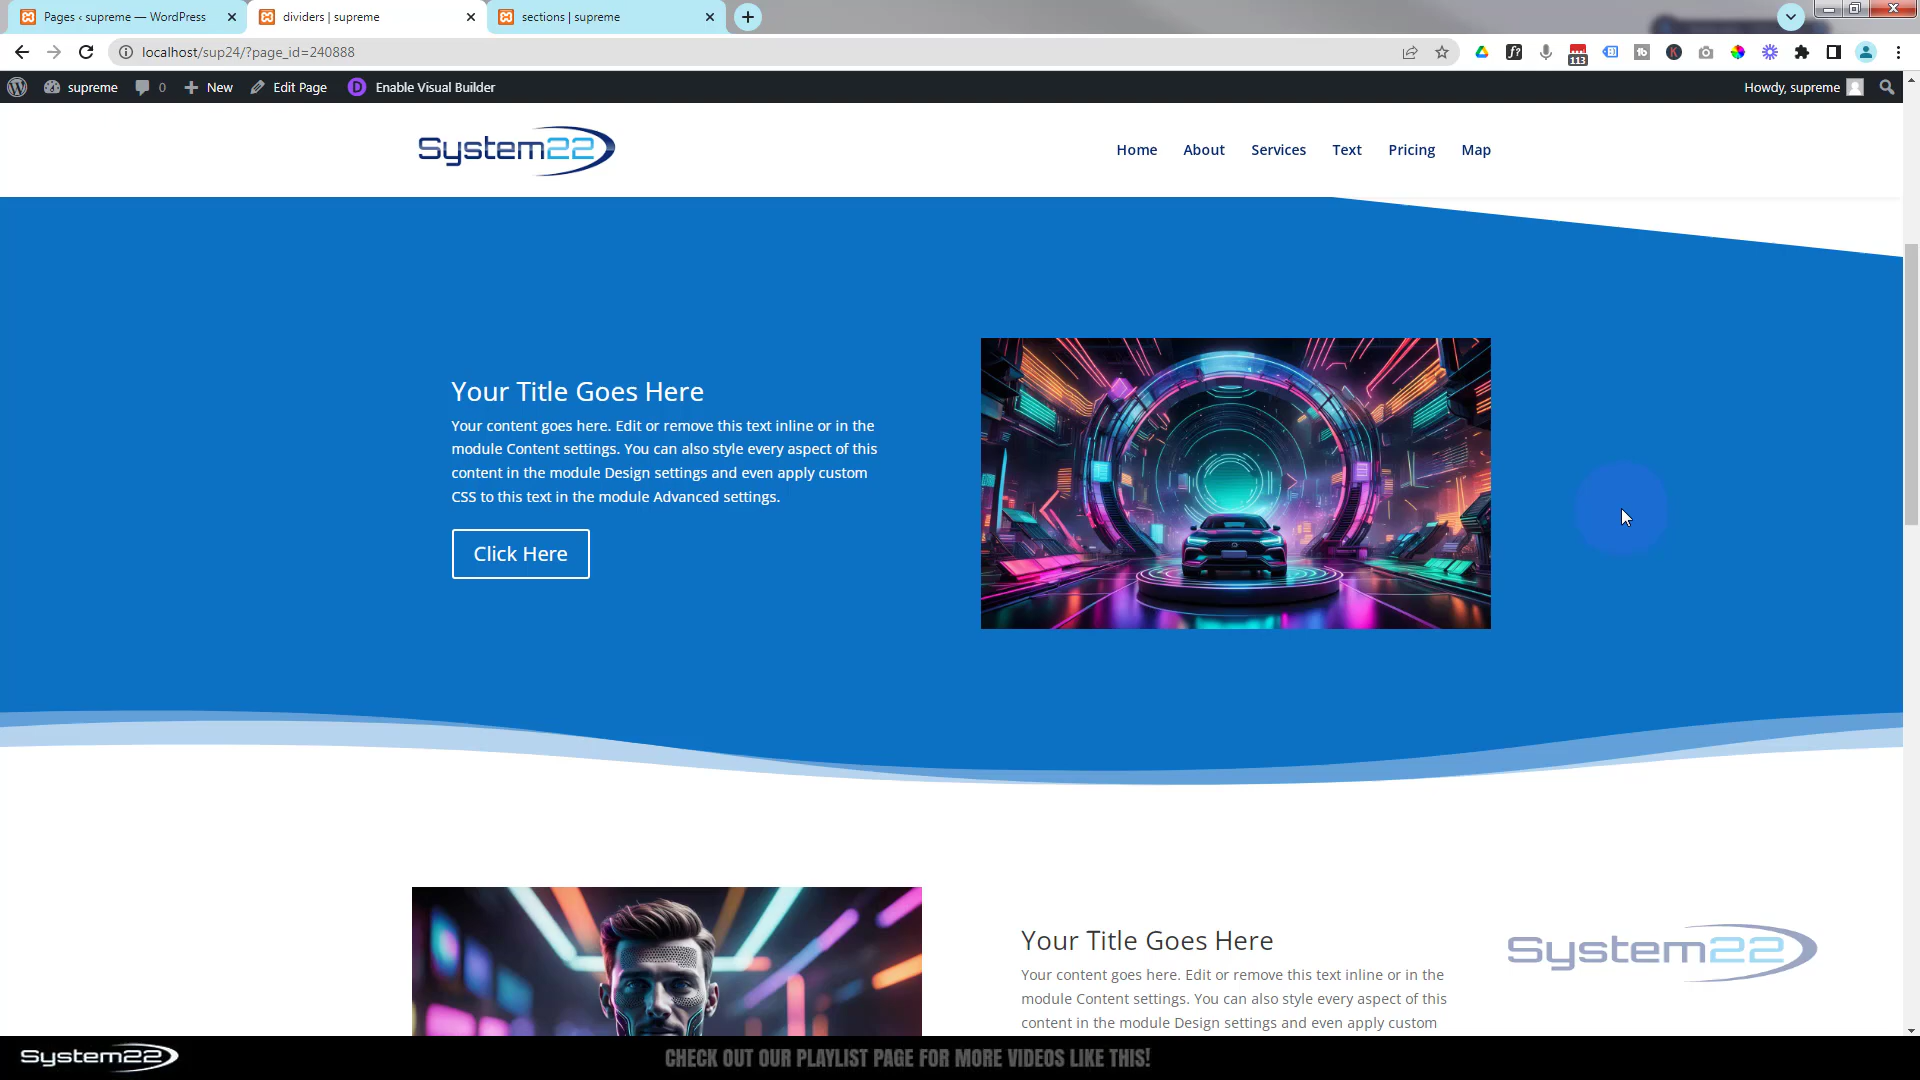 Pages ‹ supreme — WordPress
dividers | supreme
sections | supreme
localhost/sup24/?page_id=240888
113
supreme
0
New
Edit Page
D
Enable Visual Builder
Howdy, supreme
System22
Home
About
Services
Text
Pricing
Map
Your Title Goes Here
Your content goes here. Edit or remove this text inline or in the
module Content settings. You can also style every aspect of this
content in the module Design settings and even apply custom
CSS to this text in the module Advanced settings.
Click Here
Your Title Goes Here
Your content goes here. Edit or remove this text inline or in the
module Content settings. You can also style every aspect of this
content in the module Design settings and even apply custom
System22
System22
CHECK OUT OUR PLAYLIST PAGE FOR MORE VIDEOS LIKE THIS!